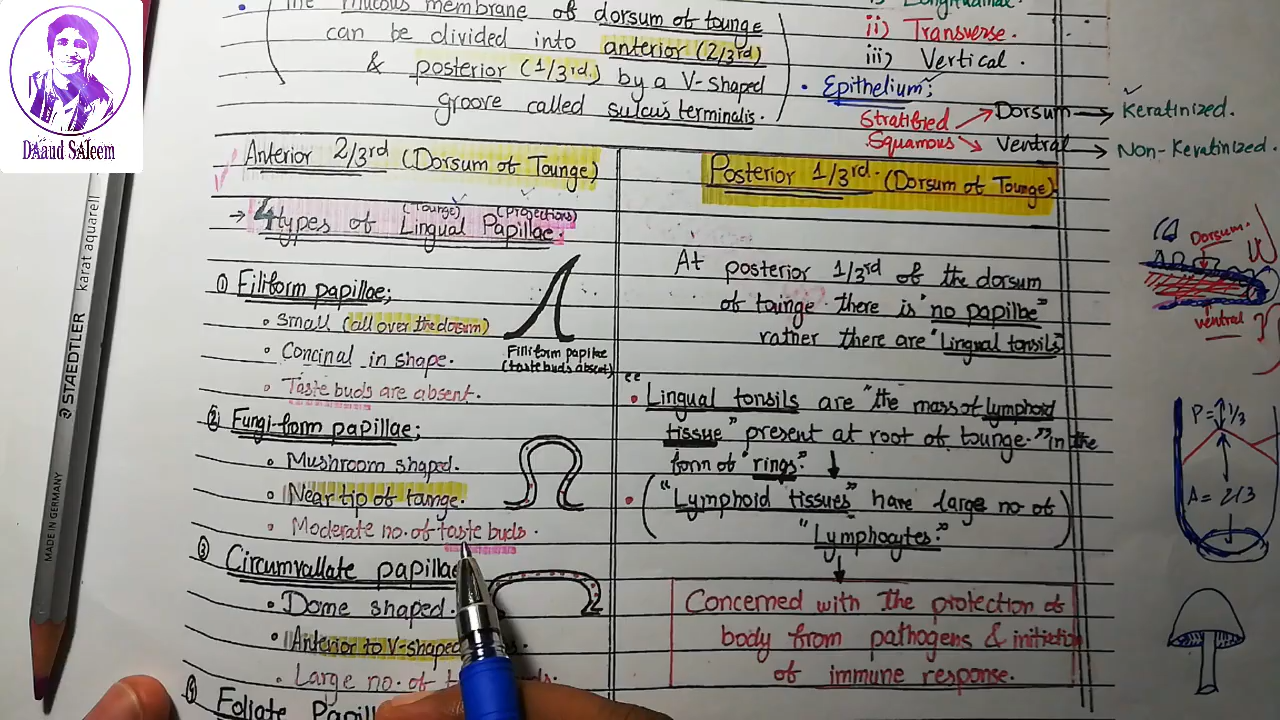 DAaud SAleem
STAEDTLER karat aquarell
MADE IN GERMANY
The mucous membrane of dorsum of tounge
can be divided into anterior (2/3rd)
& posterior (1/3rd.) by a V-shaped
groove called sulcus terminalis.
ii) Transverse.
iii) Vertical.
• Epithelium;
Stratified
Squamous
Dorsum → Keratinized.
Ventral → Non-Keratinized.
Anterior 2/3rd (Dorsum of Tounge)
→ 4 types of Lingual Papillae.
(Tounge) (Projections)
① Filiform papillae;
• Small (all over the dorsum)
• Concinal in shape.
• Taste buds are absent.
Filliform papillae
(taste buds absent)
② Fungi-form papillae;
• Mushroom shaped.
• Near tip of tounge.
• Moderate no. of taste buds.
③ Circumvallate papillae
• Dome shaped.
• Anterior to V-shaped
• Large no. of
④ Foliate
Posterior 1/3rd. (Dorsum of Tounge)
At posterior 1/3rd of the dorsum
of tounge there is "no papillae"
rather there are "Lingual tonsils"
• "Lingual tonsils are "the mass of lymphoid
tissue" present at root of tounge." in the
form of "rings."
• ("Lymphoid tissues" have large no of
"Lymphocytes.")
Concerned with the protection of
body from pathogens & initiation
of immune response.
Dorsum.
ventral
P = 1/3
A = 2/3